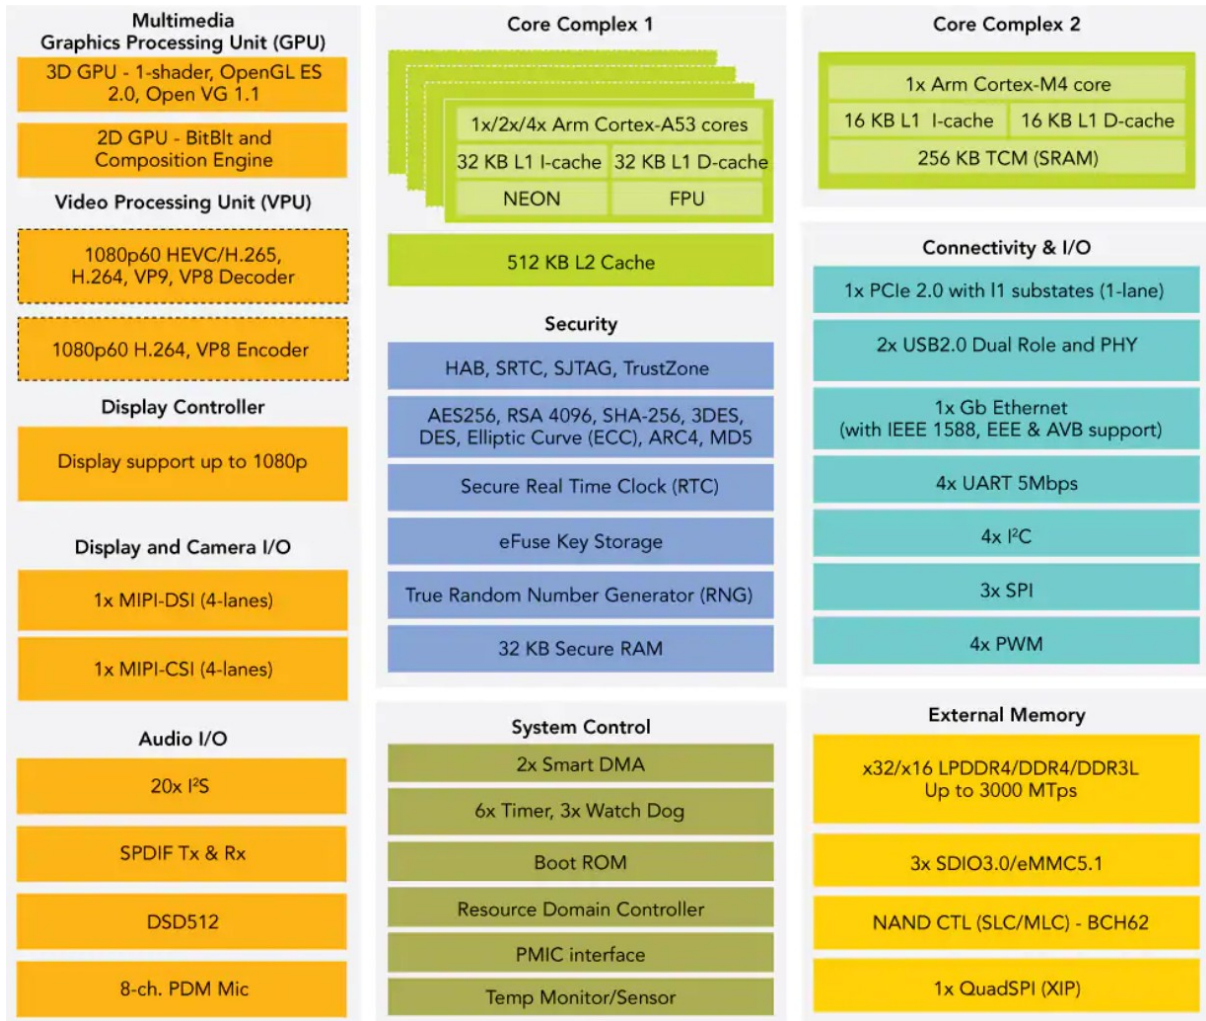 Multimedia
Graphics Processing Unit (GPU)
3D GPU - 1-shader, OpenGL ES
2.0, Open VG 1.1
2D GPU - BitBlt and
Composition Engine
Video Processing Unit (VPU)
1080p60 HEVC/H.265,
H.264, VP9, VP8 Decoder
1080p60 H.264, VP8 Encoder
Display Controller
Display support up to 1080p
Display and Camera I/O
1x MIPI-DSI (4-lanes)
1x MIPI-CSI (4-lanes)
Audio I/O
20x I²S
SPDIF Tx & Rx
DSD512
8-ch. PDM Mic
Core Complex 1
1x/2x/4x Arm Cortex-A53 cores
32 KB L1 I-cache
32 KB L1 D-cache
NEON
FPU
512 KB L2 Cache
Security
HAB, SRTC, SJTAG, TrustZone
AES256, RSA 4096, SHA-256, 3DES,
DES, Elliptic Curve (ECC), ARC4, MD5
Secure Real Time Clock (RTC)
eFuse Key Storage
True Random Number Generator (RNG)
32 KB Secure RAM
System Control
2x Smart DMA
6x Timer, 3x Watch Dog
Boot ROM
Resource Domain Controller
PMIC interface
Temp Monitor/Sensor
Core Complex 2
1x Arm Cortex-M4 core
16 KB L1 I-cache
16 KB L1 D-cache
256 KB TCM (SRAM)
Connectivity & I/O
1x PCIe 2.0 with l1 substates (1-lane)
2x USB2.0 Dual Role and PHY
1x Gb Ethernet
(with IEEE 1588, EEE & AVB support)
4x UART 5Mbps
4x I²C
3x SPI
4x PWM
External Memory
x32/x16 LPDDR4/DDR4/DDR3L
Up to 3000 MTps
3x SDIO3.0/eMMC5.1
NAND CTL (SLC/MLC) - BCH62
1x QuadSPI (XIP)